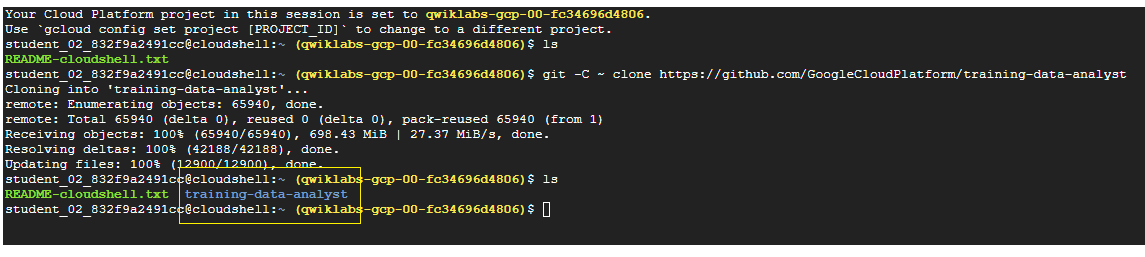 Your Cloud Platform project in this session is set to qwiklabs-gcp-00-fc34696d4806.
Use `gcloud config set project [PROJECT_ID]` to change to a different project.
student_02_832f9a2491cc@cloudshell:~ (qwiklabs-gcp-00-fc34696d4806)$ ls
README-cloudshell.txt
student_02_832f9a2491cc@cloudshell:~ (qwiklabs-gcp-00-fc34696d4806)$ git -C ~ clone https://github.com/GoogleCloudPlatform/training-data-analyst
Cloning into 'training-data-analyst'...
remote: Enumerating objects: 65940, done.
remote: Total 65940 (delta 0), reused 0 (delta 0), pack-reused 65940 (from 1)
Receiving objects: 100% (65940/65940), 698.43 MiB | 27.37 MiB/s, done.
Resolving deltas: 100% (42188/42188), done.
Updating files: 100% (12900/12900), done.
student_02_832f9a2491cc@cloudshell:~ (qwiklabs-gcp-00-fc34696d4806)$ ls
README-cloudshell.txt  training-data-analyst
student_02_832f9a2491cc@cloudshell:~ (qwiklabs-gcp-00-fc34696d4806)$